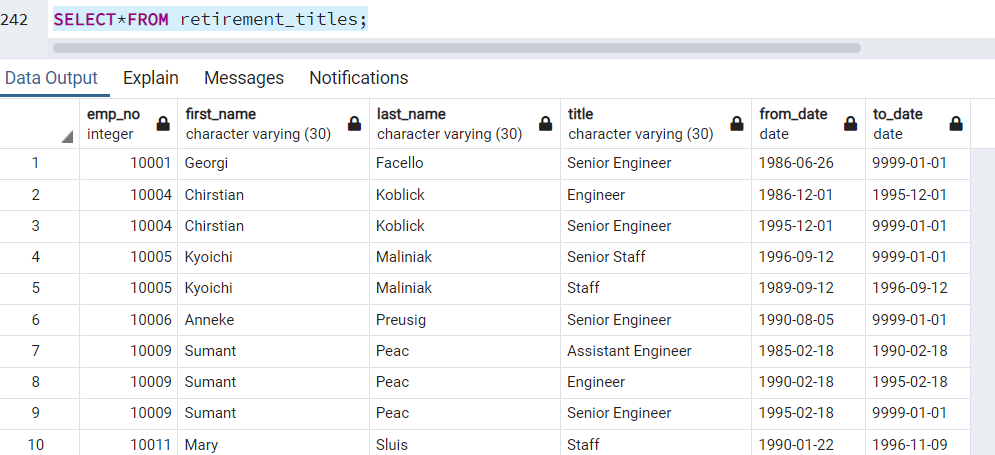 242 SELECT*FROM retirement_titles;
Data Output Explain Messages Notifications
emp_no first_name last_name title from_date to_date
integer character varying (30) character varying (30) character varying (30) date date
1 10001 Georgi Facello Senior Engineer 1986-06-26 9999-01-01
2 10004 Chirstian Koblick Engineer 1986-12-01 1995-12-01
3 10004 Chirstian Koblick Senior Engineer 1995-12-01 9999-01-01
4 10005 Kyoichi Maliniak Senior Staff 1996-09-12 9999-01-01
5 10005 Kyoichi Maliniak Staff 1989-09-12 1996-09-12
6 10006 Anneke Preusig Senior Engineer 1990-08-05 9999-01-01
7 10009 Sumant Peac Assistant Engineer 1985-02-18 1990-02-18
8 10009 Sumant Peac Engineer 1990-02-18 1995-02-18
9 10009 Sumant Peac Senior Engineer 1995-02-18 9999-01-01
10 10011 Mary Sluis Staff 1990-01-22 1996-11-09